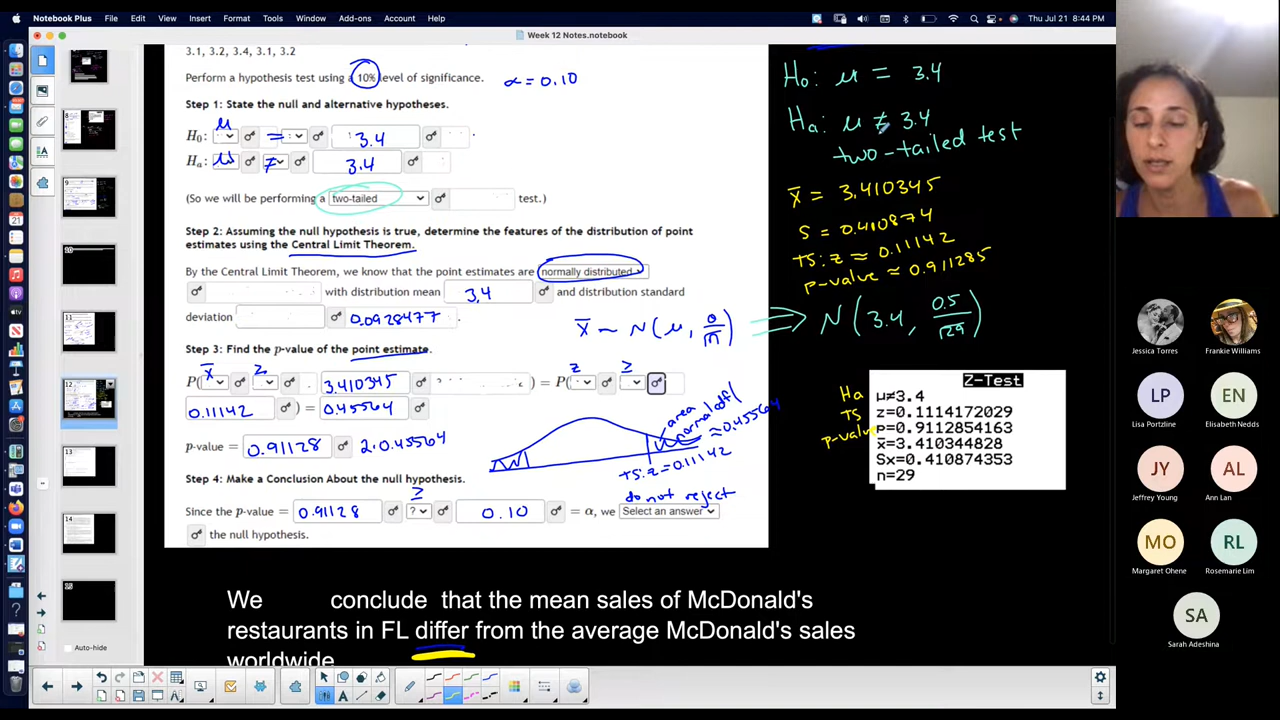 Notebook Plus File Edit View Insert Format Tools Window Add-ons Account Help
Thu Jul 21 8:44 PM
Week 12 Notes.notebook
3.1, 3.2, 3.4, 3.1, 3.2
Perform a hypothesis test using a 10% level of significance.
α = 0.10
Step 1: State the null and alternative hypotheses.
H0: μ = 3.4
Ha: μ ≠ 3.4
(So we will be performing a two-tailed test.)
Step 2: Assuming the null hypothesis is true, determine the features of the distribution of point
estimates using the Central Limit Theorem.
By the Central Limit Theorem, we know that the point estimates are normally distributed
with distribution mean 3.4 and distribution standard
deviation 0.0928477
x̄ ~ N(μ, σ/√n)
Step 3: Find the p-value of the point estimate.
P( x̄ ≥ 3.410345 ) = P( z ≥
0.11142 ) = 0.45564
p-value = 0.91128 2·0.45564
area
normalcdf(
≈0.45564
TS: z = 0.11142
Step 4: Make a Conclusion About the null hypothesis.
do not reject
Since the p-value = 0.91128 ≥ ? 0.10 = α, we Select an answer
the null hypothesis.
We conclude that the mean sales of McDonald's
restaurants in FL differ from the average McDonald's sales
worldwide
H0: μ = 3.4
Ha: μ ≠ 3.4
two-tailed test
x̄ = 3.410345
s = 0.410874
TS: z ≈ 0.11142
p-value ≈ 0.911285
N(3.4, 0.5/√29)
Z-Test
Ha μ≠3.4
TS z=0.1114172029
p-value p=0.9112854163
x̄=3.410344828
Sx=0.410874353
n=29
Auto-hide
Jessica Torres
Frankie Williams
LP
Lisa Portzline
EN
Elisabeth Nedds
JY
Jeffrey Young
AL
Ann Lan
MO
Margaret Ohene
RL
Rosemarie Lim
SA
Sarah Adeshina